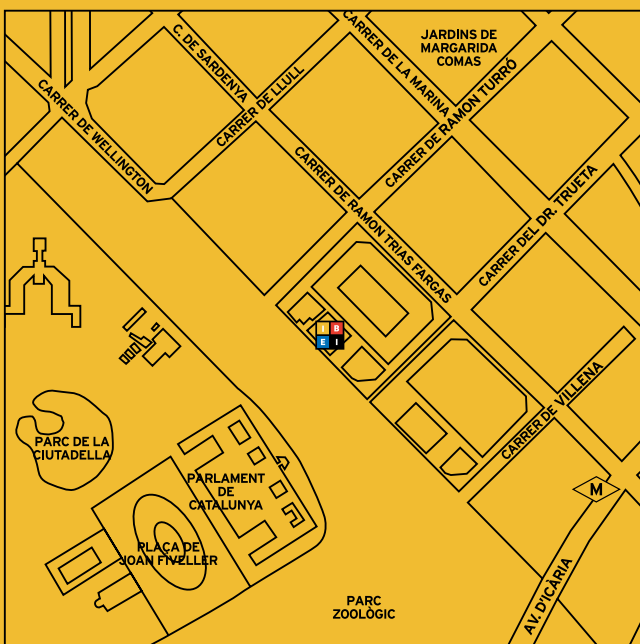 C. DE SARDENYA
CARRER DE LA MARINA
JARDINS DE
MARGARIDA
COMAS
CARRER DE WELLINGTON
CARRER DE LLULL
CARRER DE RAMON TURRÓ
CARRER DE RAMON TRIAS FARGAS
CARRER DEL DR. TRUETA
I B
E I
CARRER DE VILLENA
PARC DE LA
CIUTADELLA
PARLAMENT
DE
CATALUNYA
M
PLAÇA DE
JOAN FIVELLER
AV. D'ICÀRIA
PARC
ZOOLÒGIC